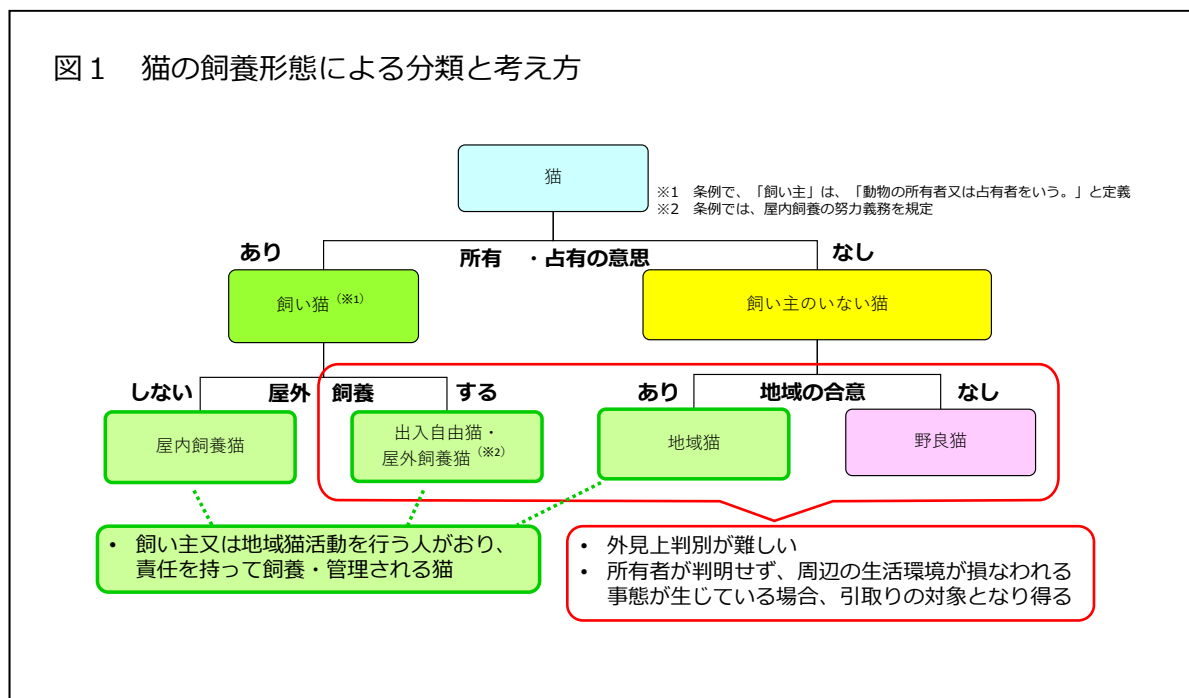 図１　猫の飼養形態による分類と考え方
猫
※1　条例で、「飼い主」は、「動物の所有者又は占有者をいう。」と定義
※2　条例では、屋内飼養の努力義務を規定
あり
所有　・占有の意思
なし
飼い猫（※1）
飼い主のいない猫
しない
屋外　飼養
する
あり
地域の合意
なし
屋内飼養猫
出入自由猫・
屋外飼養猫（※2）
地域猫
野良猫
• 飼い主又は地域猫活動を行う人がおり、
責任を持って飼養・管理される猫
• 外見上判別が難しい
• 所有者が判明せず、周辺の生活環境が損なわれる
事態が生じている場合、引取りの対象となり得る